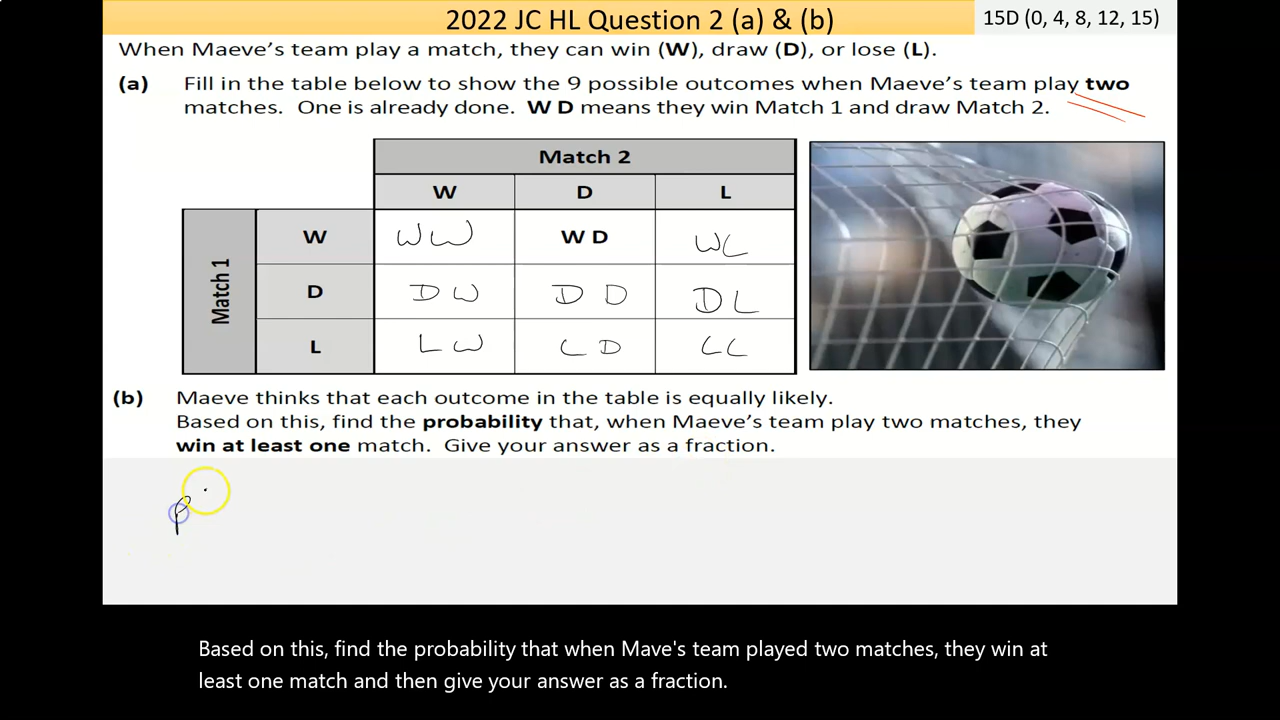 2022 JC HL Question 2 (a) & (b)
15D (0, 4, 8, 12, 15)
When Maeve's team play a match, they can win (W), draw (D), or lose (L).
(a) Fill in the table below to show the 9 possible outcomes when Maeve's team play two
matches. One is already done. W D means they win Match 1 and draw Match 2.
Match 2
W D L
Match 1
W WW W D WL
D D W D D D L
L L W L D LL
(b) Maeve thinks that each outcome in the table is equally likely.
Based on this, find the probability that, when Maeve's team play two matches, they
win at least one match. Give your answer as a fraction.
P
Based on this, find the probability that when Mave's team played two matches, they win at
least one match and then give your answer as a fraction.